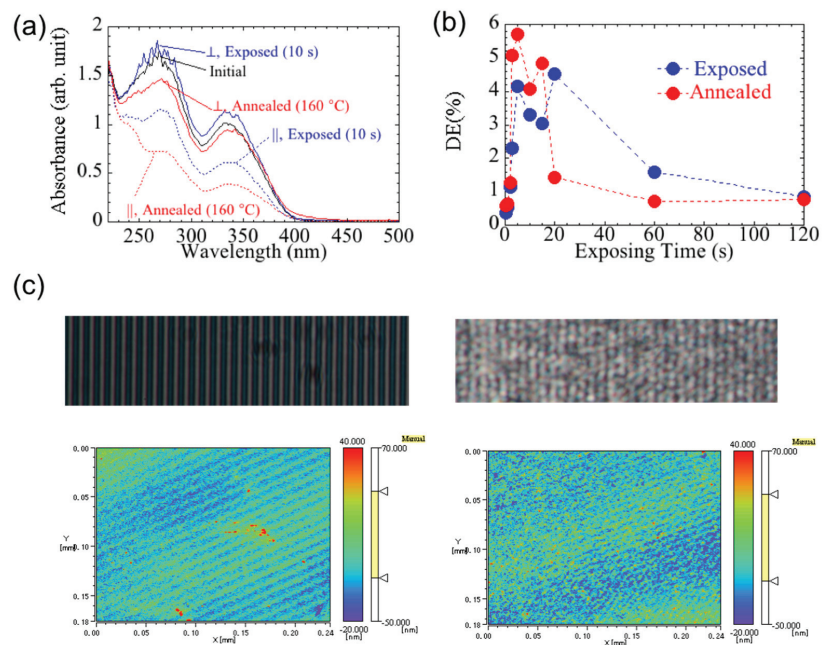 (a)
Absorbance (arb. unit)
2
1.5
1
0.5
0
⊥, Exposed (10 s)
Initial
⊥, Annealed (160 °C)
||, Exposed (10 s)
||, Annealed (160 °C)
250 300 350 400 450 500
Wavelength (nm)
(b)
DE(%)
6
5
4
3
2
1
0
Exposed
Annealed
0 20 40 60 80 100 120
Exposing Time (s)
(c)
Manual
40.000 70.000
0.00
0.05
Y
[mm]
0.10
0.15
0.18
0.00 0.05 0.10 0.15 0.20 0.24
X [mm]
-20.000 -50.000
[nm] [nm]
Manual
40.000 70.000
0.00
0.05
Y
[mm]
0.10
0.15
0.18
0.00 0.05 0.10 0.15 0.20 0.24
X [mm]
-20.000 -50.000
[nm] [nm]